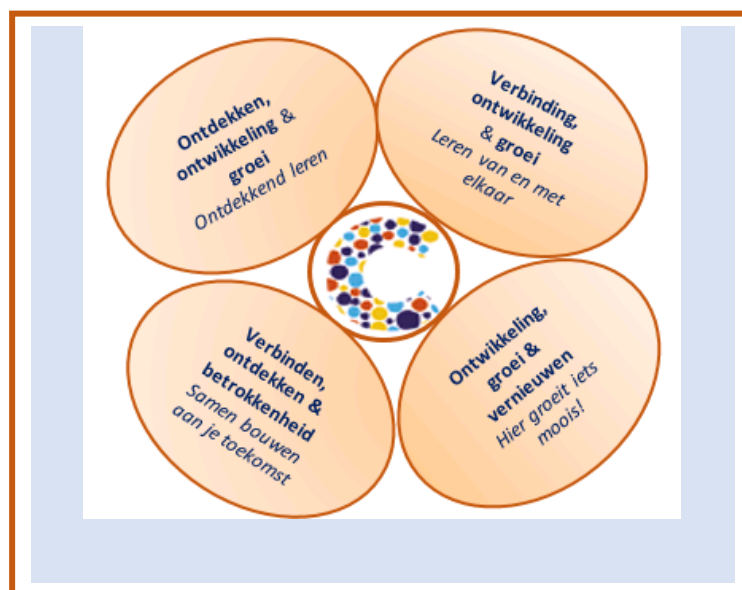 Ontdekken,
ontwikkeling &
groei
Ontdekkend leren
Verbinding,
ontwikkeling
& groei
Leren van en met
elkaar
Verbinden,
ontdekken &
betrokkenheid
Samen bouwen
aan je toekomst
Ontwikkeling,
groei &
vernieuwen
Hier groeit iets
moois!